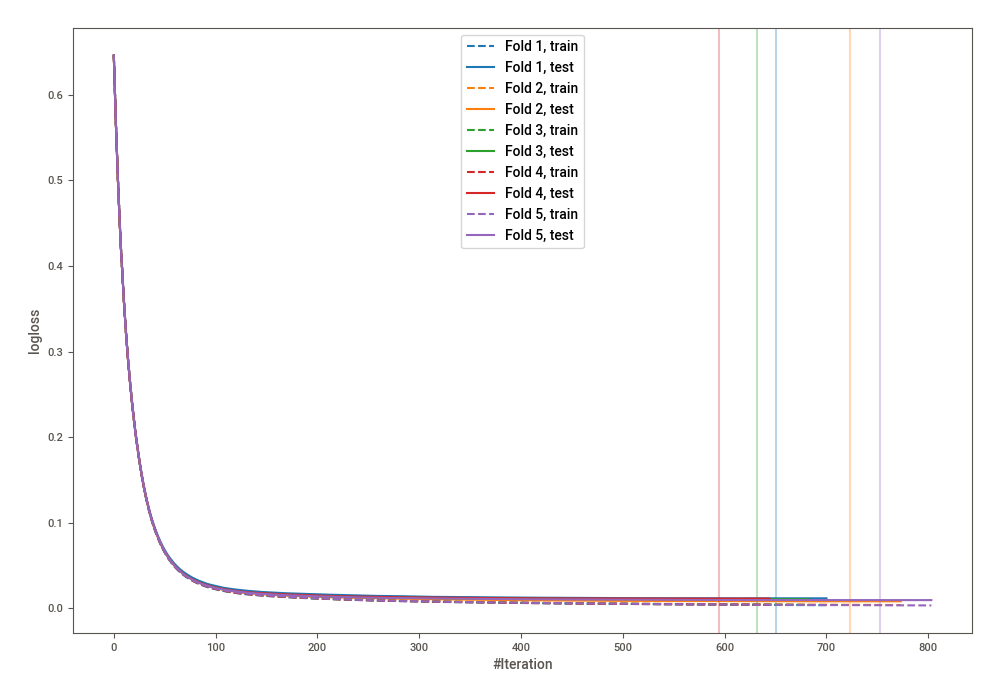 Fold 1, train
Fold 1, test
Fold 2, train
Fold 2, test
Fold 3, train
Fold 3, test
Fold 4, train
Fold 4, test
Fold 5, train
Fold 5, test
0.6
0.5
0.4
0.3
0.2
0.1
0.0
logloss
0 100 200 300 400 500 600 700 800
#Iteration